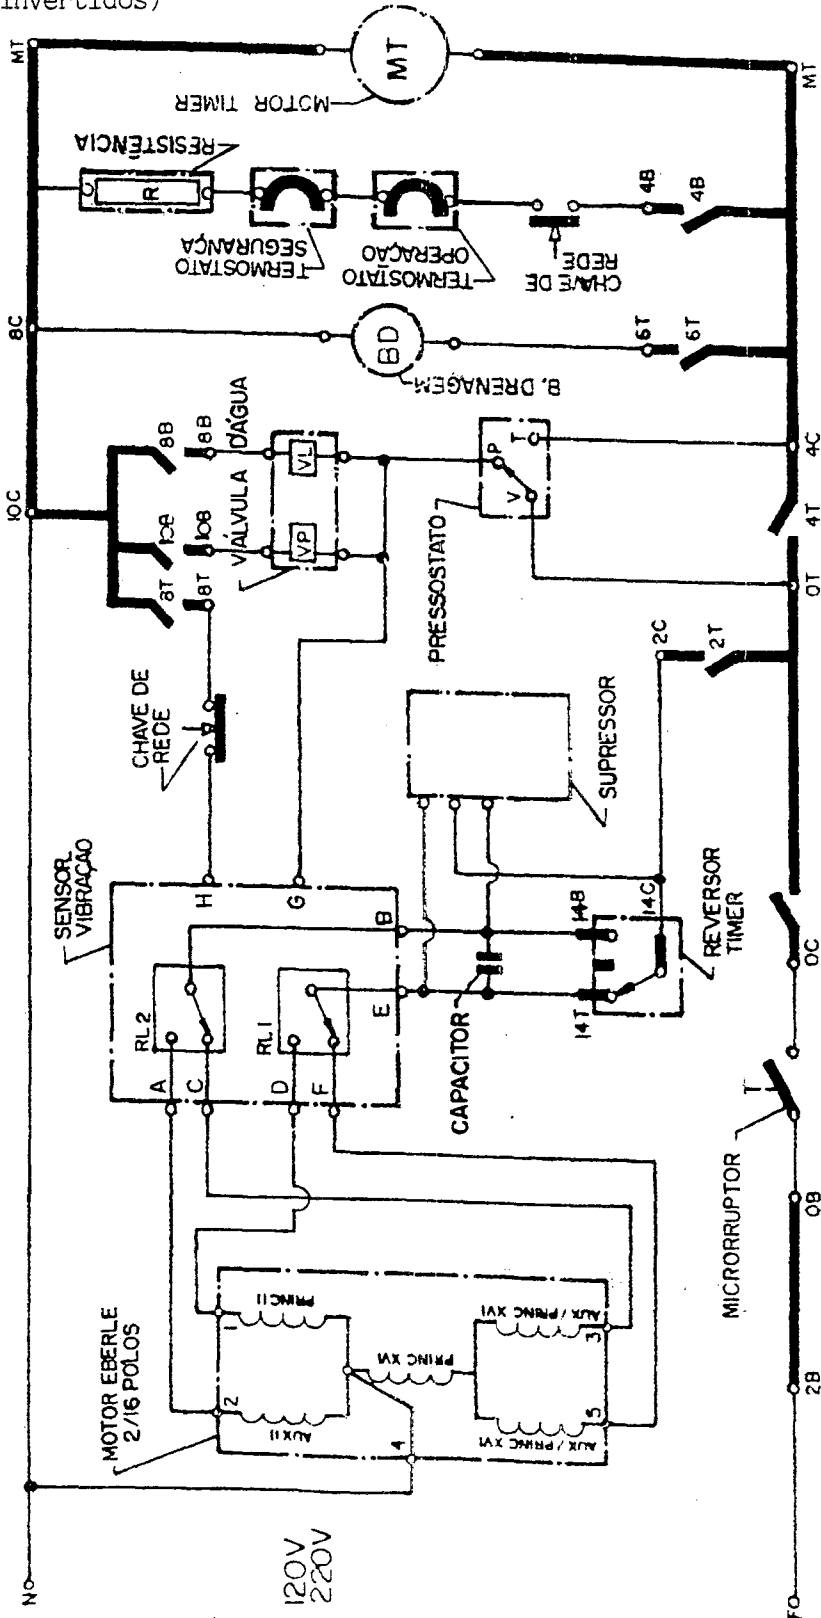 invertidos)
MT
MT
MOTOR TIMER
MT
RESISTÊNCIA
R
TERMOSTATO
SEGURANÇA
TERMOSTATO
OPERAÇÃO
CHAVE DE
REDE
4B
4B
8C
BD
B. DRENAGEM
6T
6T
10C
8B
8B
10B
10B
8T
8T
VÁLVULA D'ÁGUA
VL
VP
PRESSOSTATO
P
T
V
4C
4T
0T
2C
2T
CHAVE DE
REDE
SUPRESSOR
SENSOR
VIBRAÇÃO
H
G
B
E
RL2
RL1
A
C
D
F
CAPACITOR
14B
14C
14T
REVERSOR
TIMER
0C
MICRORRUPTOR
0B
2B
MOTOR EBERLE
2/16 POLOS
1
PRINC II
2
AUX II
PRINC XVI
AUX / PRINC XVI
3
AUX / PRINC XVI
5
4
N
120V
220V
F